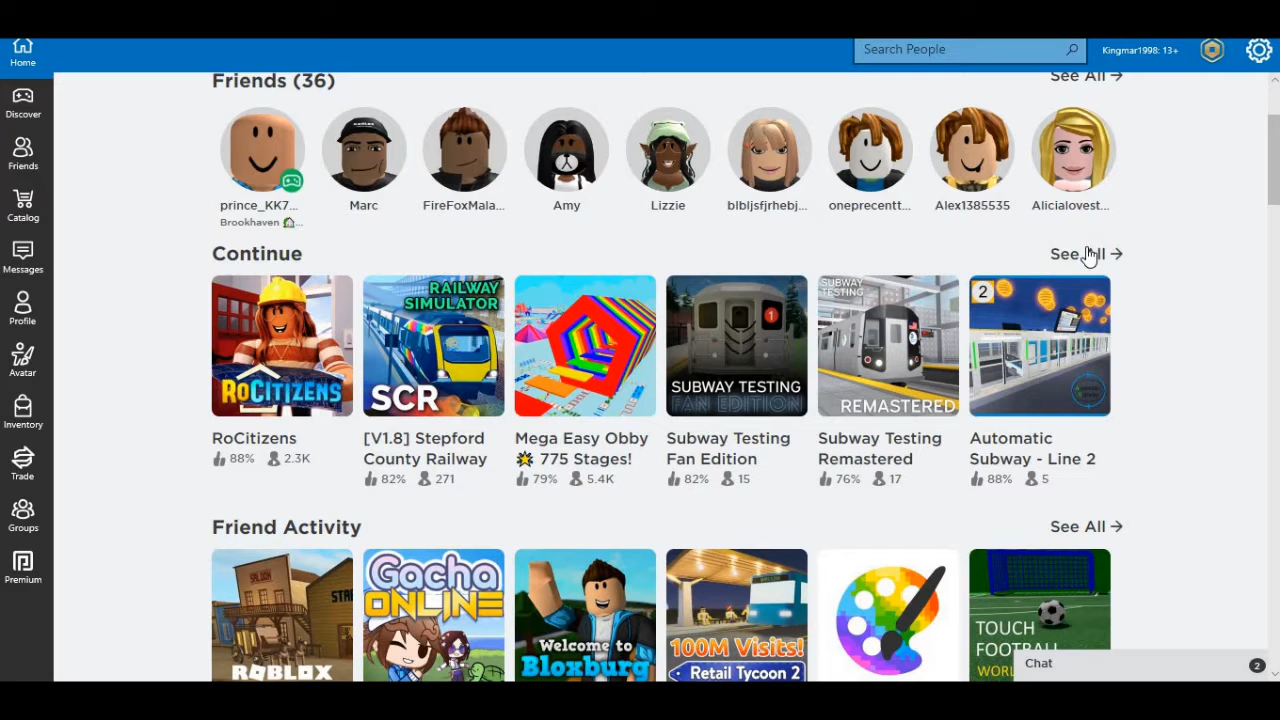 Search People
Kingmar1998: 13+
Home
Discover
Friends
Catalog
Messages
Profile
Avatar
Inventory
Trade
Groups
Premium
Friends (36)
See All →
prince_KK7...
Brookhaven 🏡...
Marc
FireFoxMala...
Amy
Lizzie
blbljsfjrhebj...
oneprecentt...
Alex1385535
Alicialovest...
Continue
See All →
ROCITIZENS
RAILWAY
SIMULATOR
SCR
1
SUBWAY TESTING
FAN EDITION
SUBWAY
TESTING
REMASTERED
2
RoCitizens
88% 2.3K
[V1.8] Stepford
County Railway
82% 271
Mega Easy Obby
🌟 775 Stages!
79% 5.4K
Subway Testing
Fan Edition
82% 15
Subway Testing
Remastered
76% 17
Automatic
Subway - Line 2
88% 5
Friend Activity
See All →
SALOON
ROBLOX
Gacha
ONLINE
Welcome to
Bloxburg
100M Visits!
Retail Tycoon 2
TOUCH
FOOTBALL
Chat
2